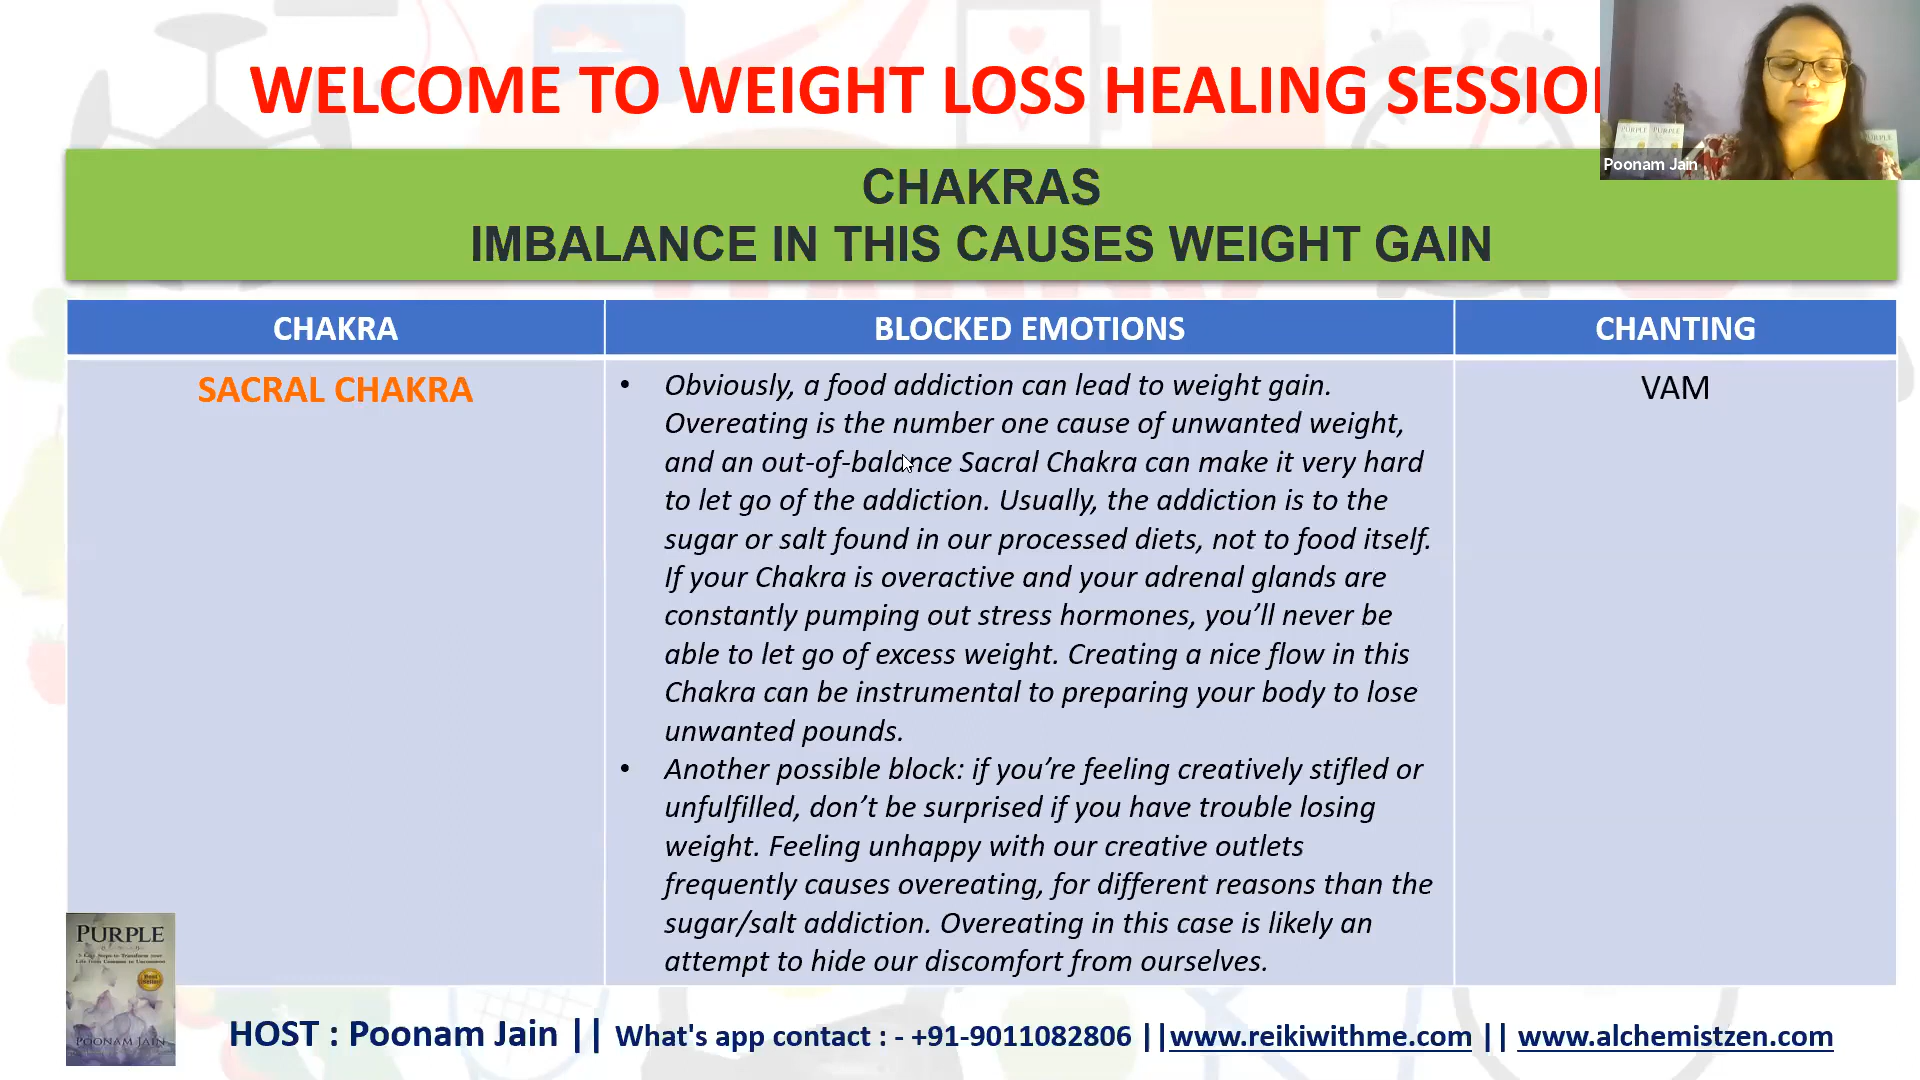 WELCOME TO WEIGHT LOSS HEALING SESSIO
Poonam Jain
CHAKRAS
IMBALANCE IN THIS CAUSES WEIGHT GAIN
CHAKRA
BLOCKED EMOTIONS
CHANTING
SACRAL CHAKRA
• Obviously, a food addiction can lead to weight gain.
Overeating is the number one cause of unwanted weight,
and an out-of-balance Sacral Chakra can make it very hard
to let go of the addiction. Usually, the addiction is to the
sugar or salt found in our processed diets, not to food itself.
If your Chakra is overactive and your adrenal glands are
constantly pumping out stress hormones, you’ll never be
able to let go of excess weight. Creating a nice flow in this
Chakra can be instrumental to preparing your body to lose
unwanted pounds.
• Another possible block: if you’re feeling creatively stifled or
unfulfilled, don’t be surprised if you have trouble losing
weight. Feeling unhappy with our creative outlets
frequently causes overeating, for different reasons than the
sugar/salt addiction. Overeating in this case is likely an
attempt to hide our discomfort from ourselves.
VAM
PURPLE
POONAM JAIN
HOST : Poonam Jain || What's app contact : - +91-9011082806 ||www.reikiwithme.com || www.alchemistzen.com